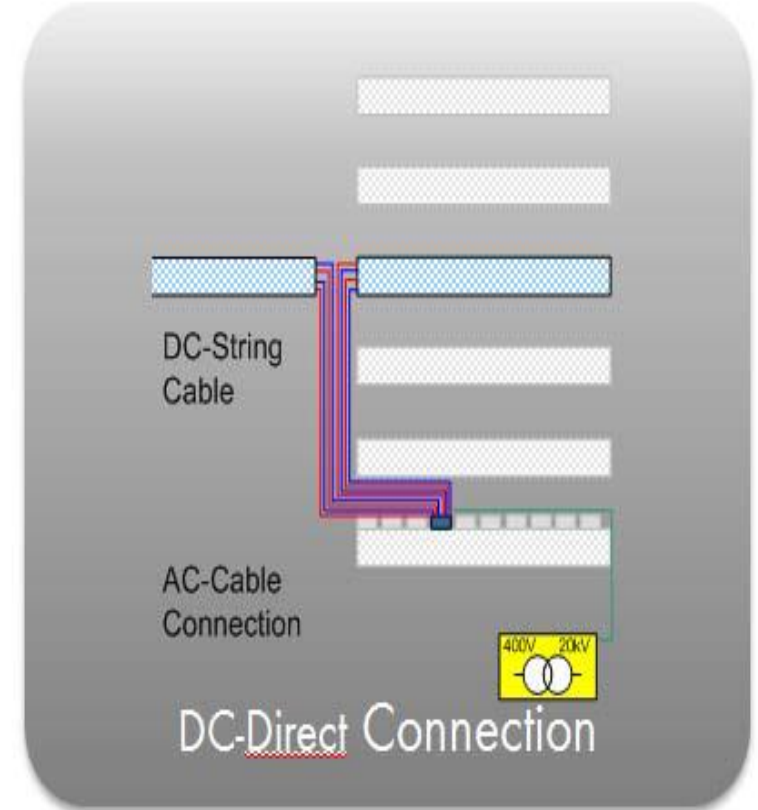 DC-String
Cable
AC-Cable
Connection
400V 20kV
DC-Direct Connection